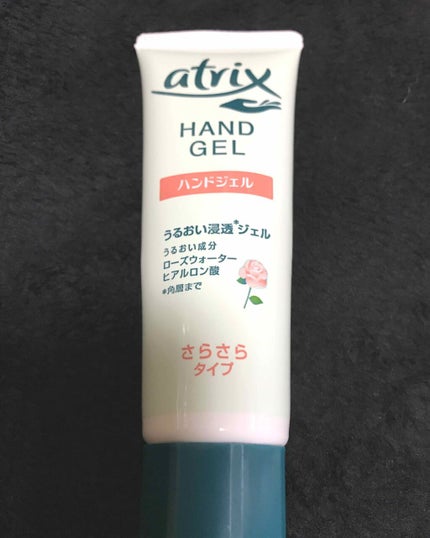 atrix
HAND
GEL
ハンドジェル
うるおい浸透*ジェル
うるおい成分
ローズウォーター
ヒアルロン酸
*角層まで
さらさら
タイプ